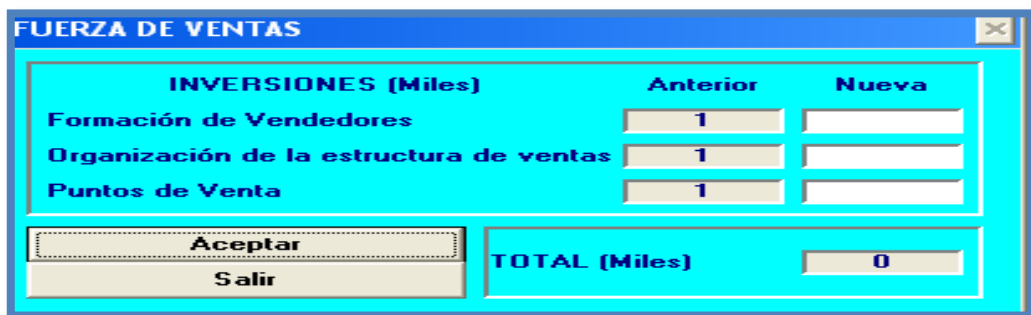 FUERZA DE VENTAS
INVERSIONES (Miles) Anterior Nueva
Formación de Vendedores 1
Organización de la estructura de ventas 1
Puntos de Venta 1
Aceptar
Salir
TOTAL (Miles) 0